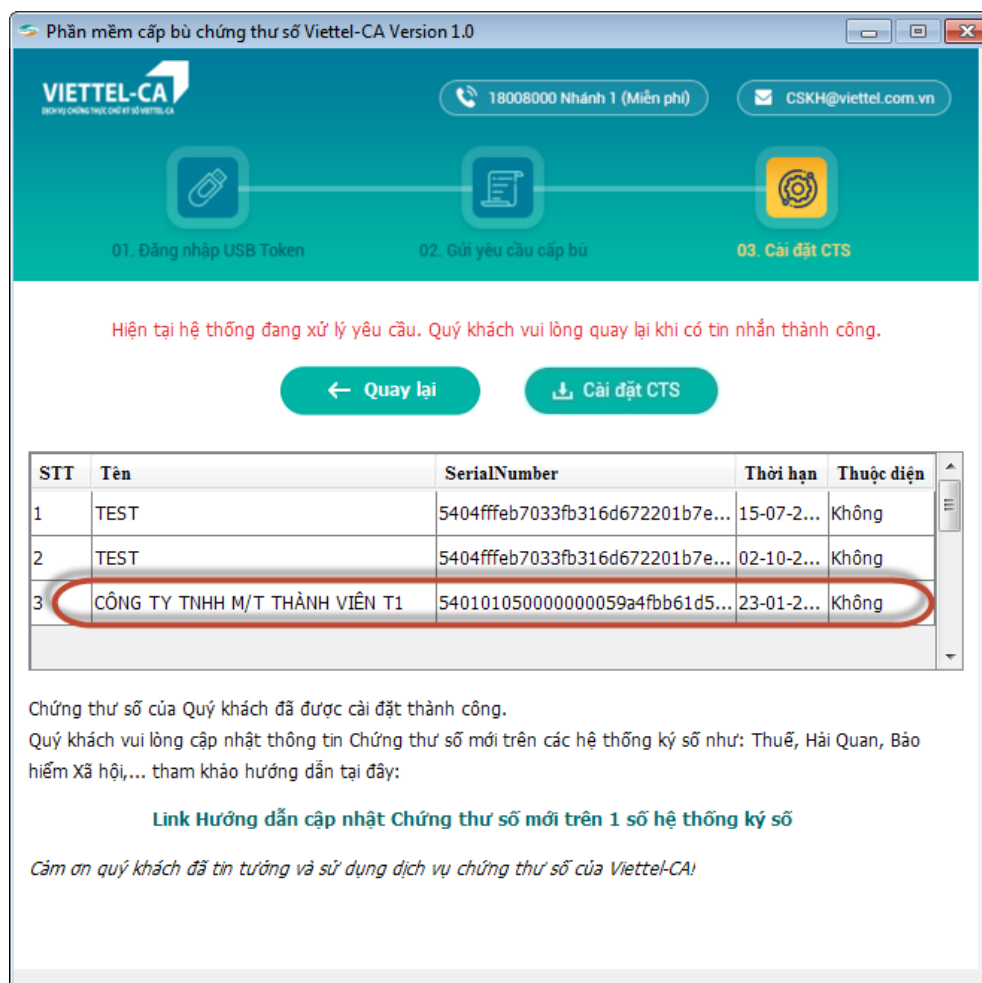 Phần mềm cấp bù chứng thư số Viettel-CA Version 1.0
VIETTEL-CA
DỊCH VỤ CHỨNG THỰC CHỮ KÝ SỐ VIETTEL-CA
18008000 Nhánh 1 (Miễn phí)
CSKH@viettel.com.vn
01. Đăng nhập USB Token
02. Gửi yêu cầu cấp bù
03. Cài đặt CTS
Hiện tại hệ thống đang xử lý yêu cầu. Quý khách vui lòng quay lại khi có tin nhắn thành công.
Quay lại
Cài đặt CTS
STT Tên SerialNumber Thời hạn Thuộc diện
1 TEST 5404fffeb7033fb316d672201b7e... 15-07-2... Không
2 TEST 5404fffeb7033fb316d672201b7e... 02-10-2... Không
3 CÔNG TY TNHH M/T THÀNH VIÊN T1 540101050000000059a4fbb61d5... 23-01-2... Không
Chứng thư số của Quý khách đã được cài đặt thành công.
Quý khách vui lòng cập nhật thông tin Chứng thư số mới trên các hệ thống ký số như: Thuế, Hải Quan, Bảo
hiểm Xã hội,... tham khảo hướng dẫn tại đây:
Link Hướng dẫn cập nhật Chứng thư số mới trên 1 số hệ thống ký số
Cảm ơn quý khách đã tin tưởng và sử dụng dịch vụ chứng thư số của Viettel-CA!